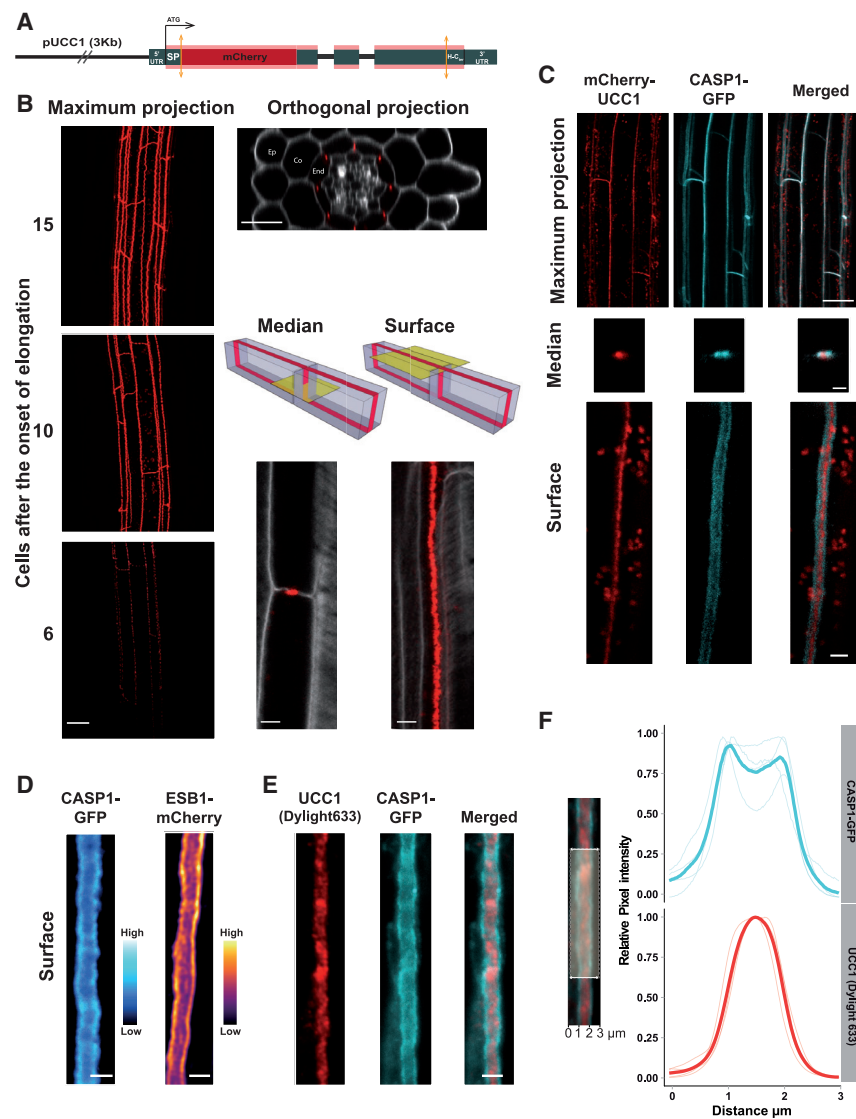 A
pUCC1 (3Kb)
5'
UTR
ATG
SP
mCherry
3'
UTR
B
Maximum projection
Orthogonal projection
Cells after the onset of elongation
15
10
6
Ep
Co
End
Median
Surface
C
mCherry-
UCC1
CASP1-
GFP
Merged
Maximum projection
Median
Surface
D
CASP1-
GFP
ESB1-
mCherry
Surface
High
Low
High
Low
E
UCC1
(Dylight633)
CASP1-
GFP
Merged
F
0 1 2 3 µm
Relative Pixel intensity
1.00
0.75
0.50
0.25
0.00
1.00
0.75
0.50
0.25
0.00
CASP1-GFP
UCC1 (Dylight 633)
0 1 2 3
Distance µm